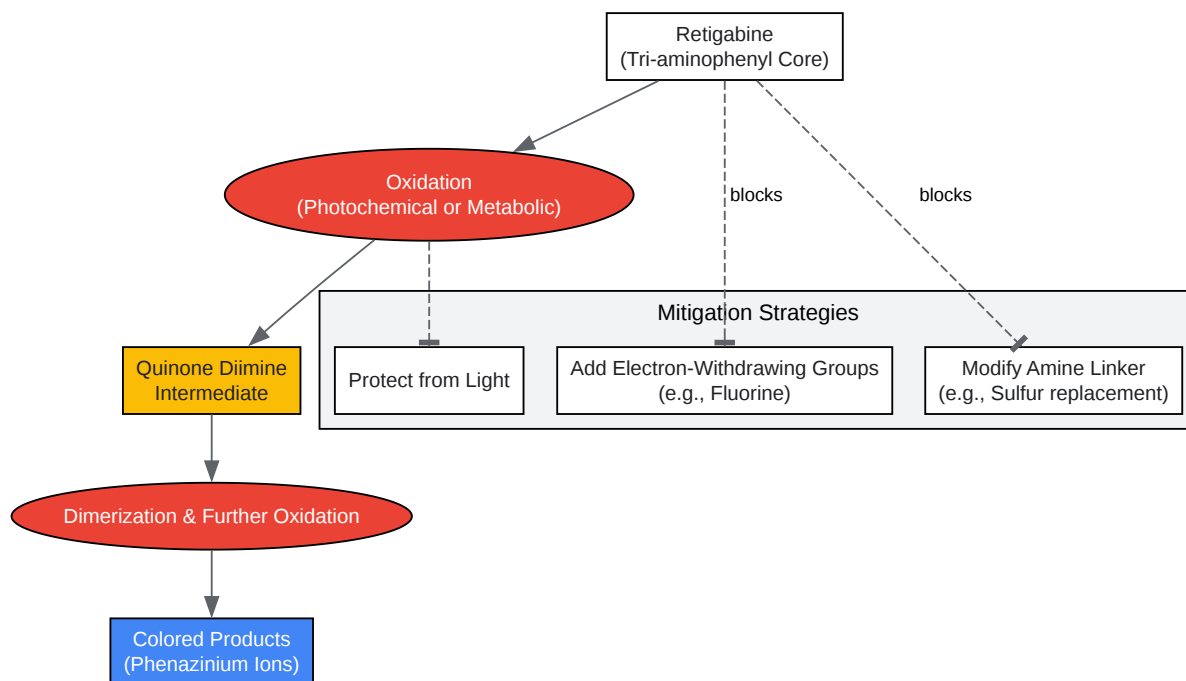 Retigabine
(Tri-aminophenyl Core)
Oxidation
(Photochemical or Metabolic)
blocks
blocks
Mitigation Strategies
Quinone Diimine
Intermediate
Protect from Light
Add Electron-Withdrawing Groups
(e.g., Fluorine)
Modify Amine Linker
(e.g., Sulfur replacement)
Dimerization & Further Oxidation
Colored Products
(Phenazinium Ions)